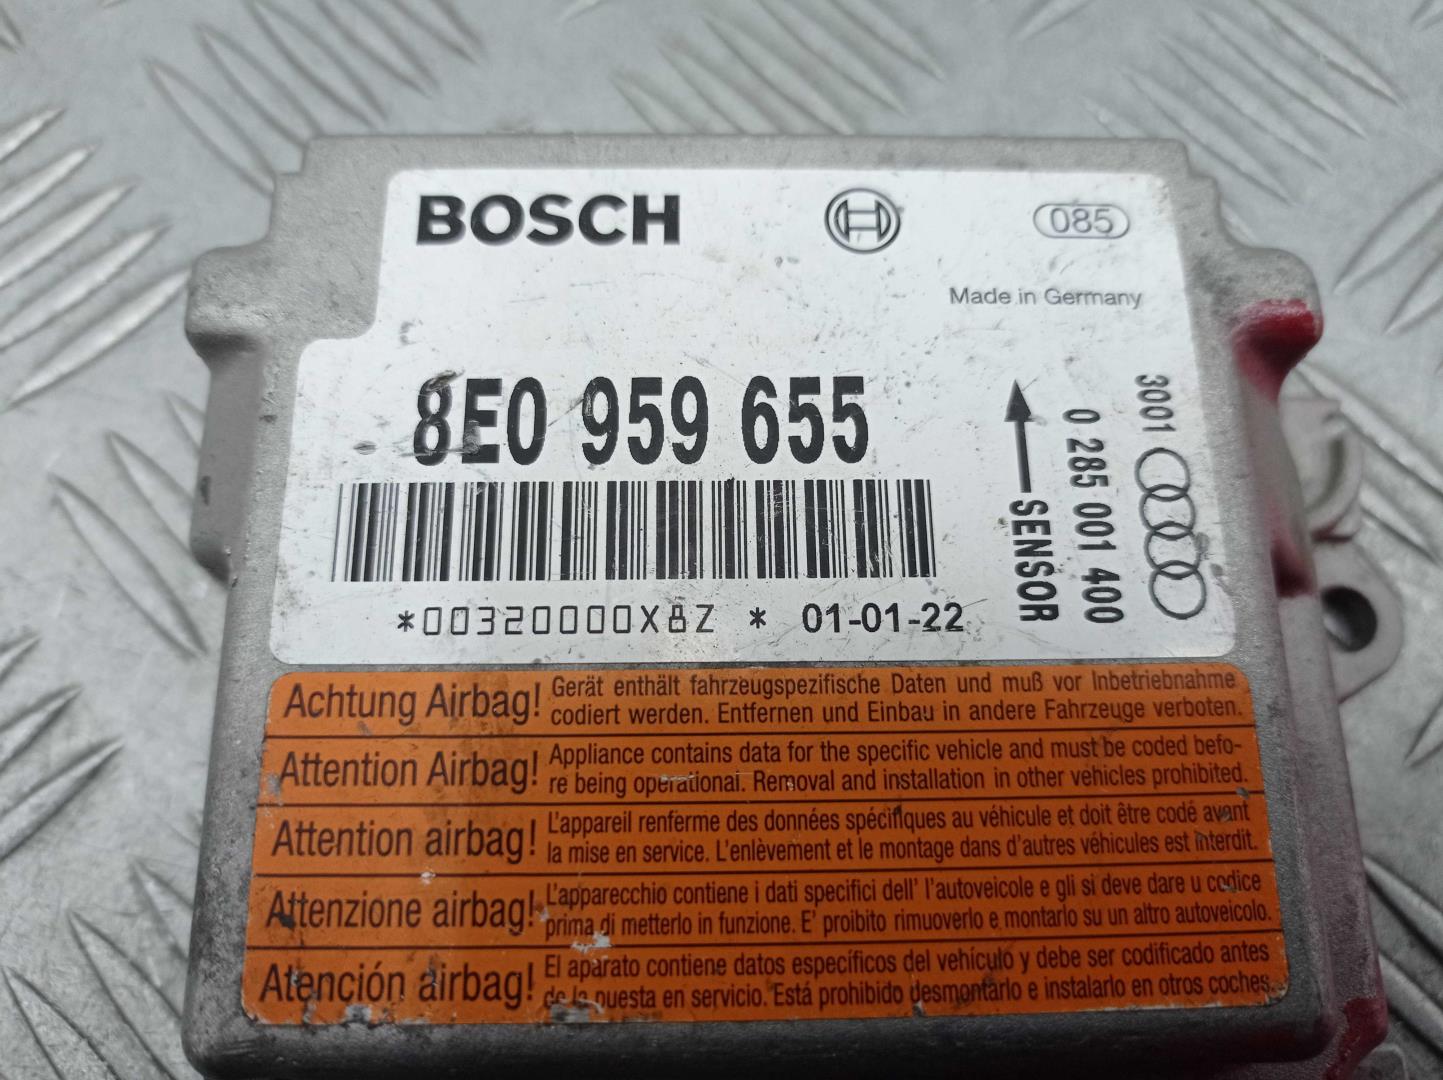 BOSCH
085
Made in Germany
8E0 959 655
SENSOR
0 285 001 400
3001
*00320000X8Z * 01-01-22
Achtung Airbag! Gerät enthält fahrzeugspezifische Daten und muß vor Inbetriebnahme
codiert werden. Entfernen und Einbau in andere Fahrzeuge verboten.
Attention Airbag! Appliance contains data for the specific vehicle and must be coded befo-
re being operational. Removal and installation in other vehicles prohibited.
Attention airbag! L'appareil renferme des données spécifiques au véhicule et doit être codé avant
la mise en service. L'enlèvement et le montage dans d'autres véhicules est interdit.
Attenzione airbag! L'apparecchio contiene i dati specifici dell' l'autoveicole e gli si deve dare u codice
prima di metterlo in funzione. E' proibito rimuoverlo e montarlo su un altro autoveicolo.
Atención airbag! El aparato contiene datos específicos del vehículo y debe ser codificado antes
de la puesta en servicio. Está prohibido desmontarlo e instalarlo en otros coches.